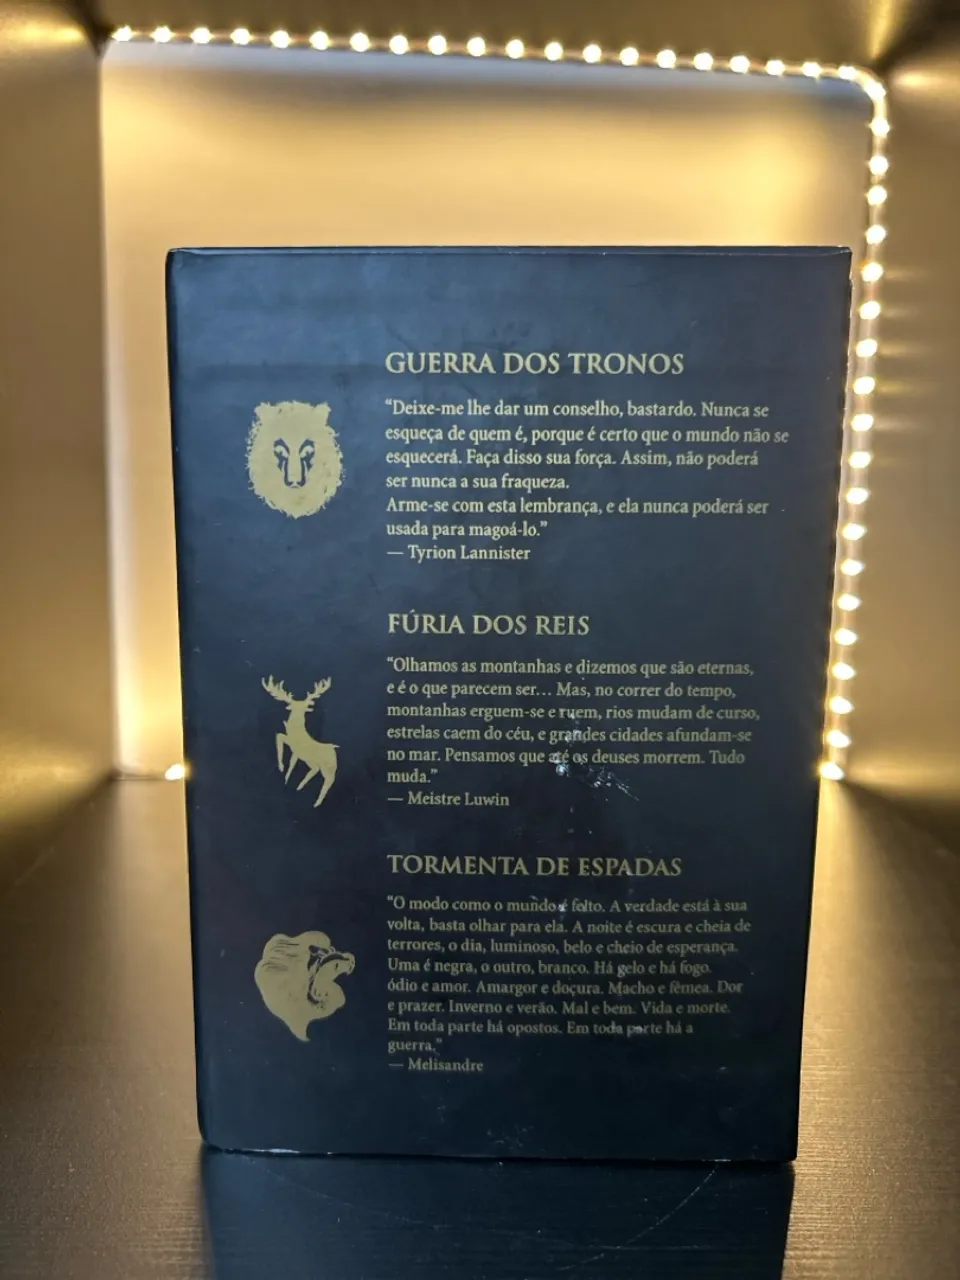 GUERRA DOS TRONOS
“Deixe-me lhe dar um conselho, bastardo. Nunca se
esqueça de quem é, porque é certo que o mundo não se
esquecerá. Faça disso sua força. Assim, não poderá
ser nunca a sua fraqueza.
Arme-se com esta lembrança, e ela nunca poderá ser
usada para magoá-lo.”
— Tyrion Lannister
FÚRIA DOS REIS
“Olhamos as montanhas e dizemos que são eternas,
e é o que parecem ser... Mas, no correr do tempo,
montanhas erguem-se e ruem, rios mudam de curso,
estrelas caem do céu, e grandes cidades afundam-se
no mar. Pensamos que até os deuses morrem. Tudo
muda.”
— Meistre Luwin
TORMENTA DE ESPADAS
“O modo como o mundo é feito. A verdade está à sua
volta, basta olhar para ela. A noite é escura e cheia de
terrores, o dia, luminoso, belo e cheio de esperança.
Uma é negra, o outro, branco. Há gelo e há fogo.
ódio e amor. Amargor e doçura. Macho e fêmea. Dor
e prazer. Inverno e verão. Mal e bem. Vida e morte.
Em toda parte há opostos. Em toda parte há a
guerra.”
— Melisandre